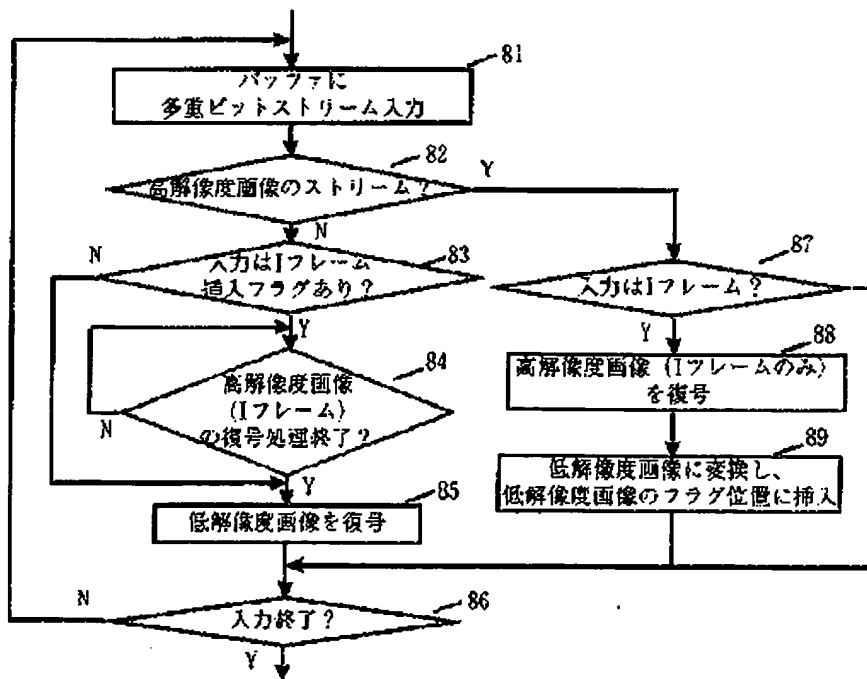 81
バッファに
多重ビットストリーム入力
82
高解像度画像のストリーム?
Y
N
83
入力はIフレーム
挿入フラグあり?
N
Y
84
高解像度画像
(Iフレーム)
の復号処理終了?
N
Y
85
低解像度画像を復号
87
入力はIフレーム?
Y
88
高解像度画像(Iフレームのみ)
を復号
89
低解像度画像に変換し、
低解像度画像のフラグ位置に挿入
86
入力終了?
N
Y